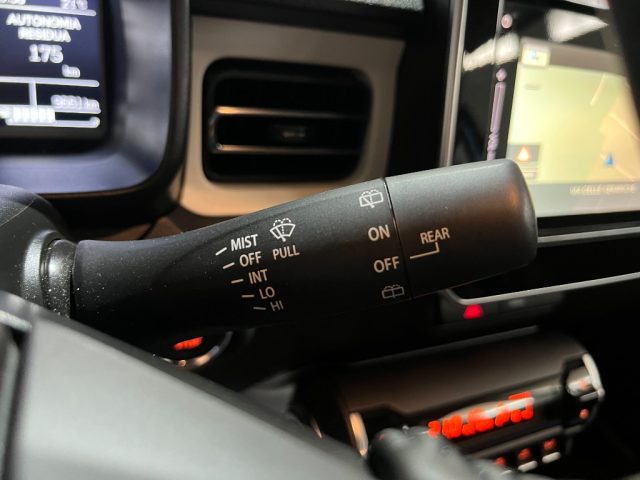 AUTONOMIA
RESIDUA
175
km
MIST
OFF
PULL
INT
LO
HI
ON
OFF
REAR